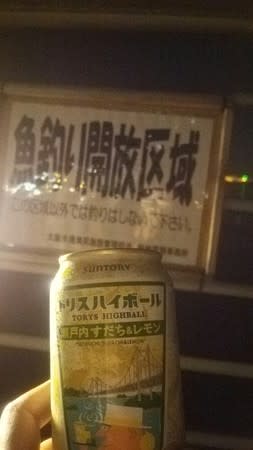 魚釣り開放区域
この区域以外では釣りはしないで下さい。
SUNTORY
トリスハイボール
TORYS HIGHBALL
瀬戸内すだち&レモン